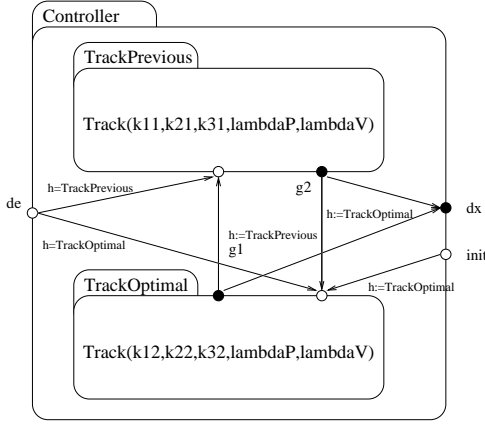 Controller
TrackPrevious
Track(k11,k21,k31,lambdaP,lambdaV)
h=TrackPrevious
g2
de
h:=TrackOptimal
dx
h:=TrackPrevious
h=TrackOptimal
g1
init
TrackOptimal
h:=TrackOptimal
Track(k12,k22,k32,lambdaP,lambdaV)